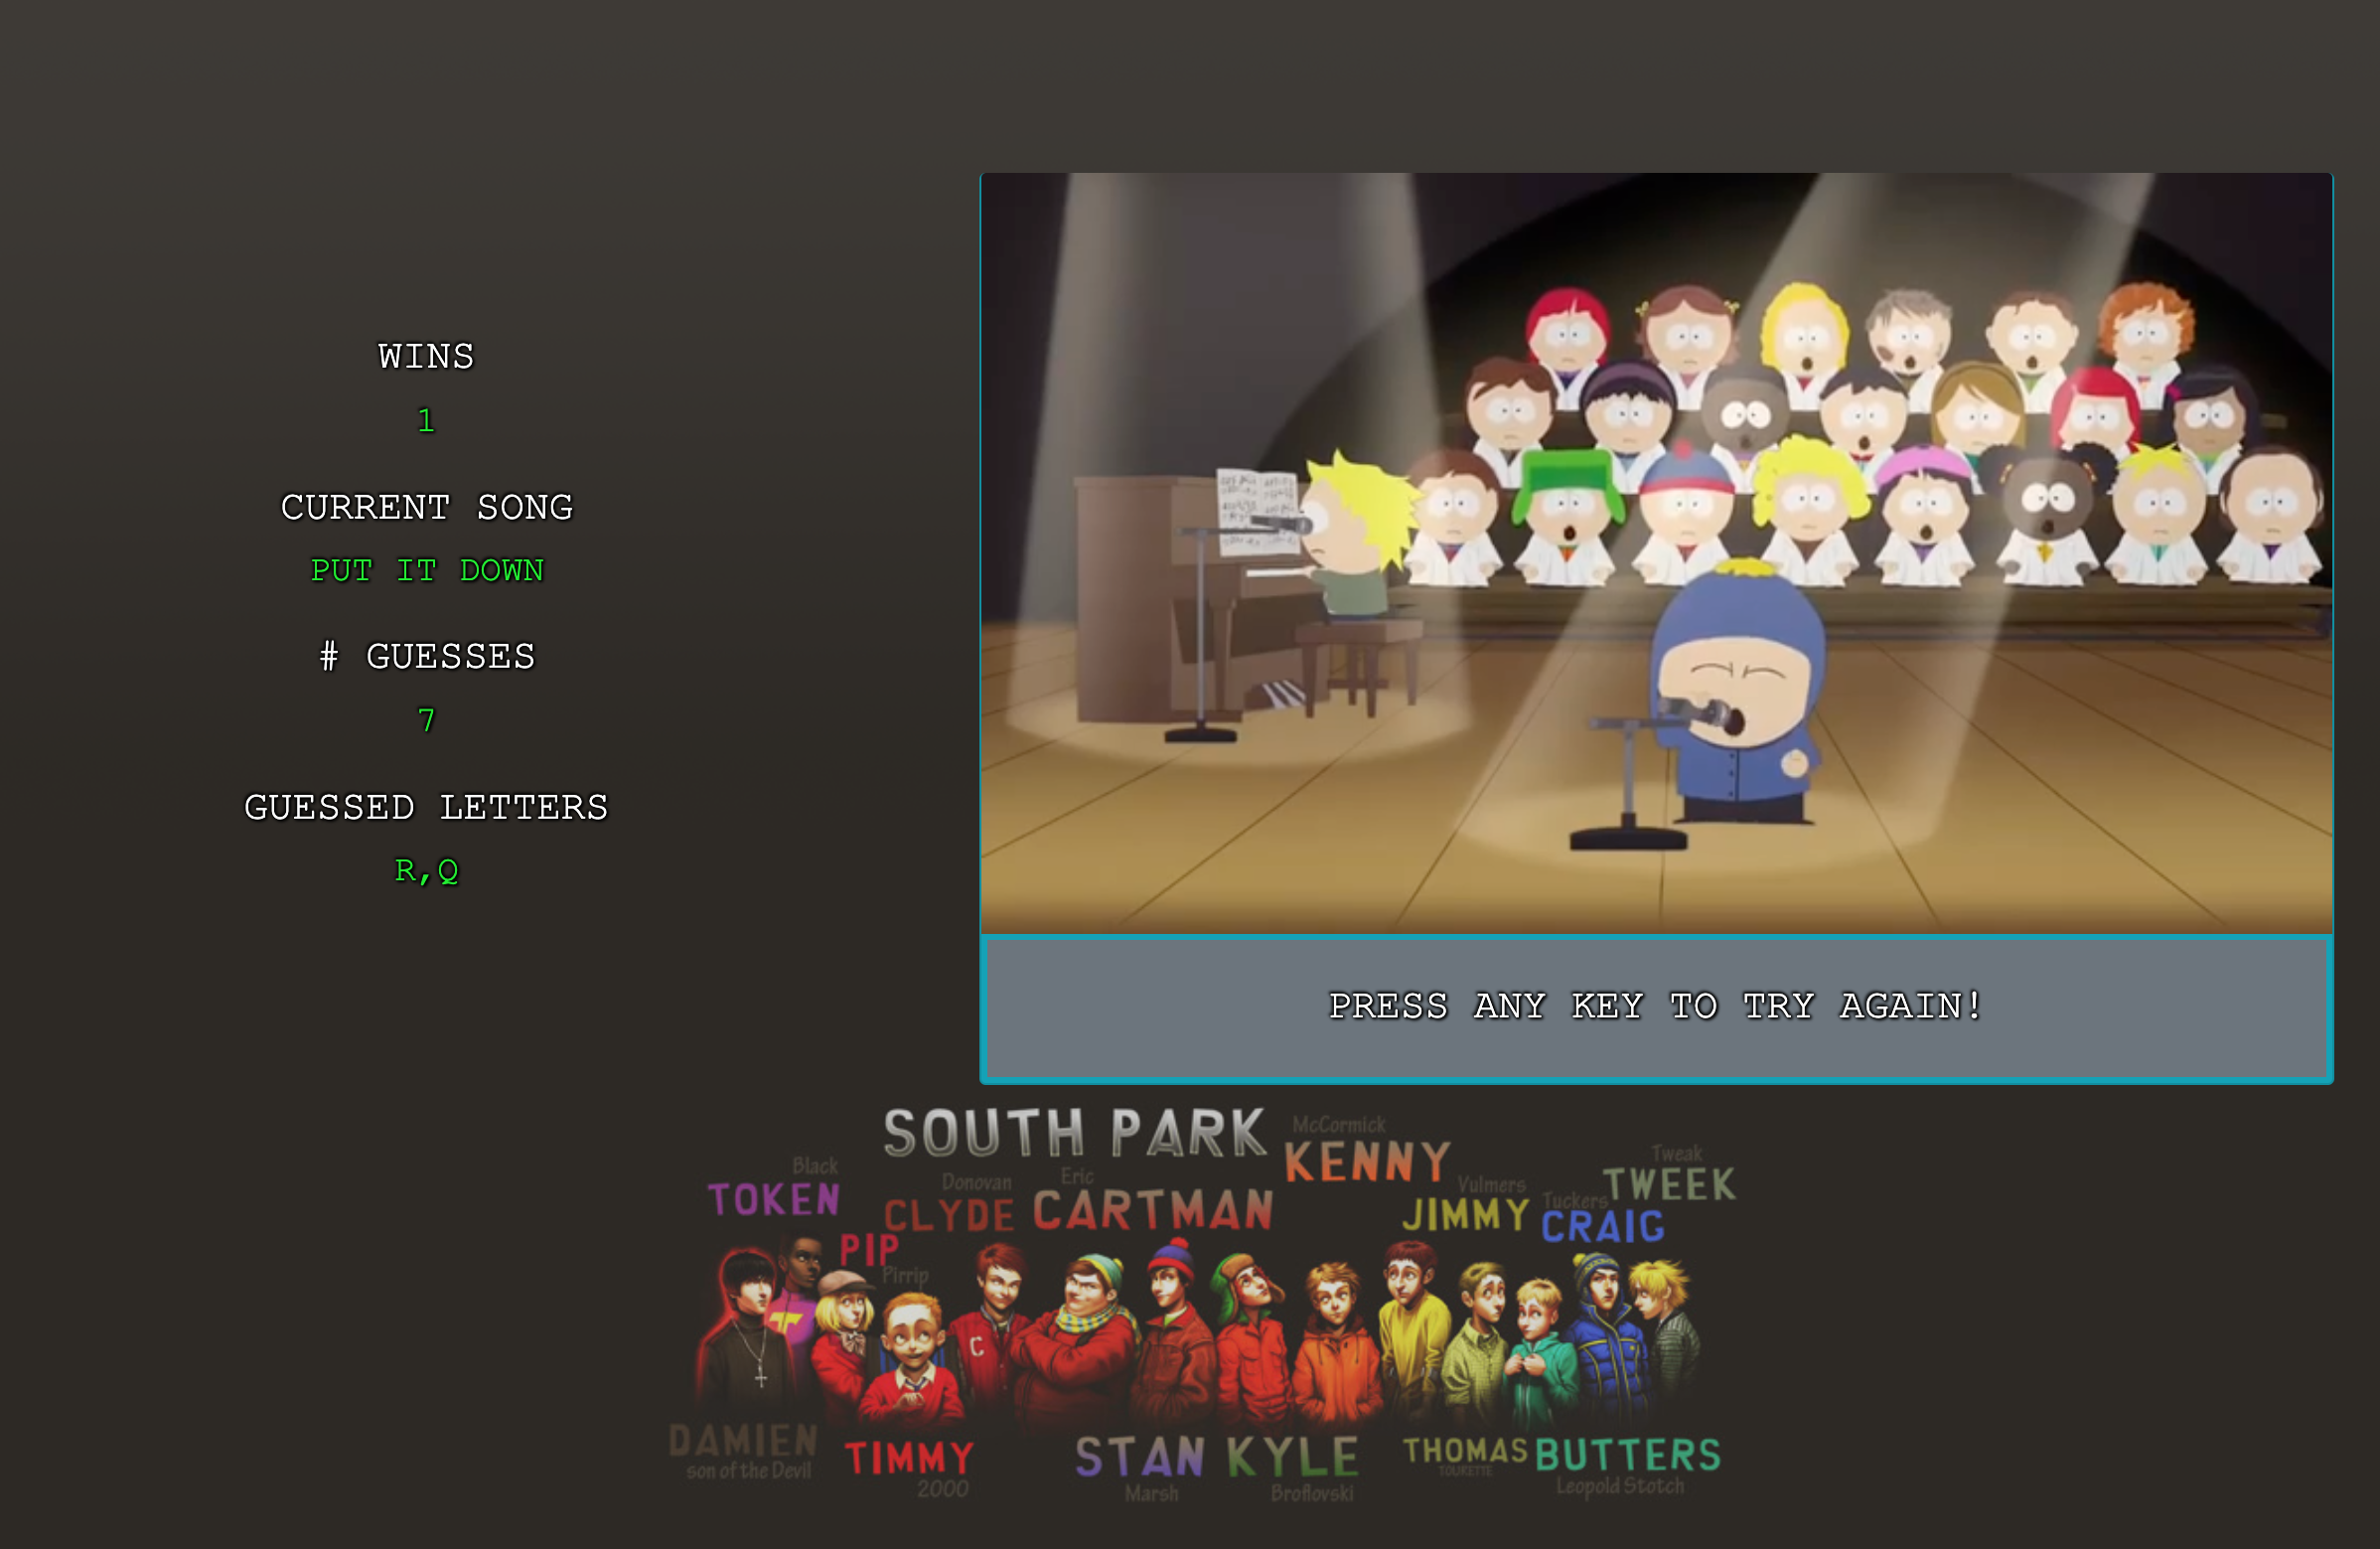 WINS
1
CURRENT SONG
PUT IT DOWN
# GUESSES
7
GUESSED LETTERS
R,Q
PRESS ANY KEY TO TRY AGAIN!
SOUTH PARK
McCormick
KENNY
Black
TOKEN
Donovan
CLYDE
Eric
CARTMAN
Vulmers
JIMMY
Tuckers
CRAIG
Tweak
TWEEK
PIP
Pirrip
C
T
DAMIEN
son of the Devil
TIMMY
2000
STAN
Marsh
KYLE
Broflovski
THOMAS
TOURETTE
BUTTERS
Leopold Stotch